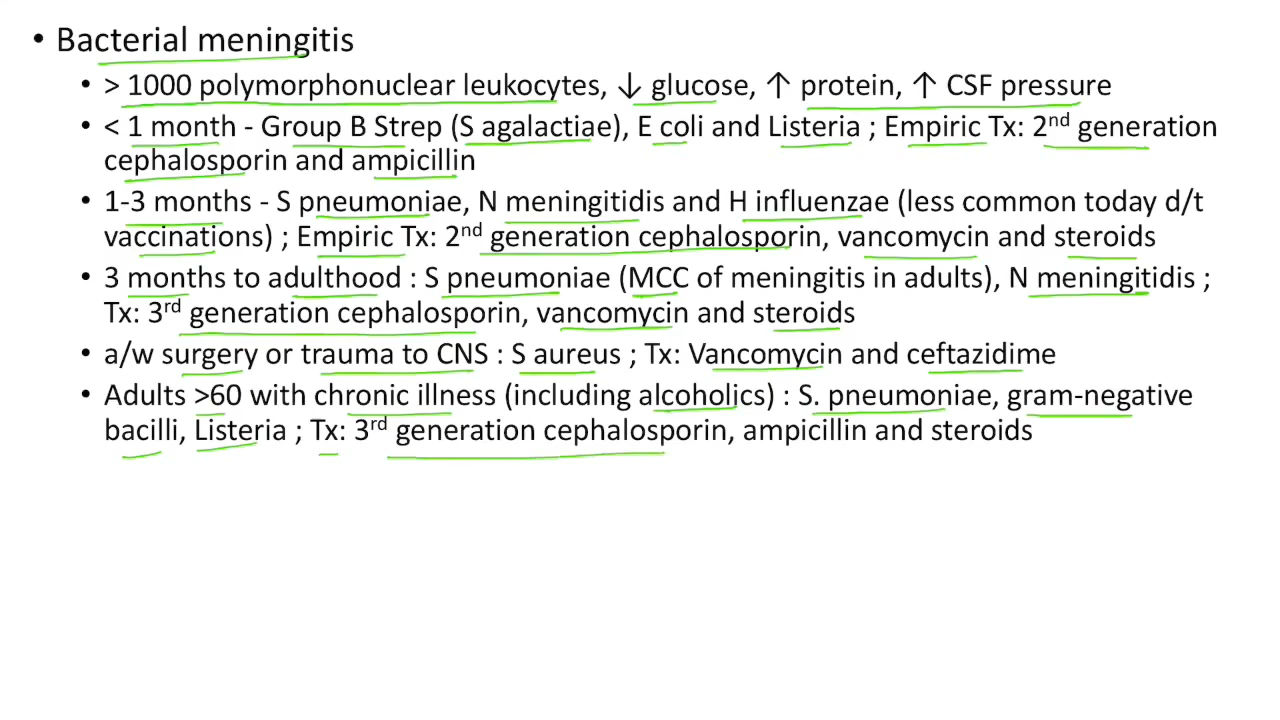 • Bacterial meningitis
• > 1000 polymorphonuclear leukocytes, ↓ glucose, ↑ protein, ↑ CSF pressure
• < 1 month - Group B Strep (S agalactiae), E coli and Listeria ; Empiric Tx: 2nd generation
cephalosporin and ampicillin
• 1-3 months - S pneumoniae, N meningitidis and H influenzae (less common today d/t
vaccinations) ; Empiric Tx: 2nd generation cephalosporin, vancomycin and steroids
• 3 months to adulthood : S pneumoniae (MCC of meningitis in adults), N meningitidis ;
Tx: 3rd generation cephalosporin, vancomycin and steroids
• a/w surgery or trauma to CNS : S aureus ; Tx: Vancomycin and ceftazidime
• Adults >60 with chronic illness (including alcoholics) : S. pneumoniae, gram-negative
bacilli, Listeria ; Tx: 3rd generation cephalosporin, ampicillin and steroids